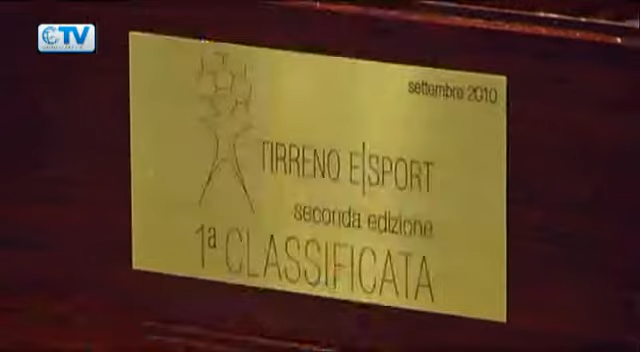 CTV
settembre 2010
TIRRENO E|SPORT
seconda edizione
1ª CLASSIFICATA